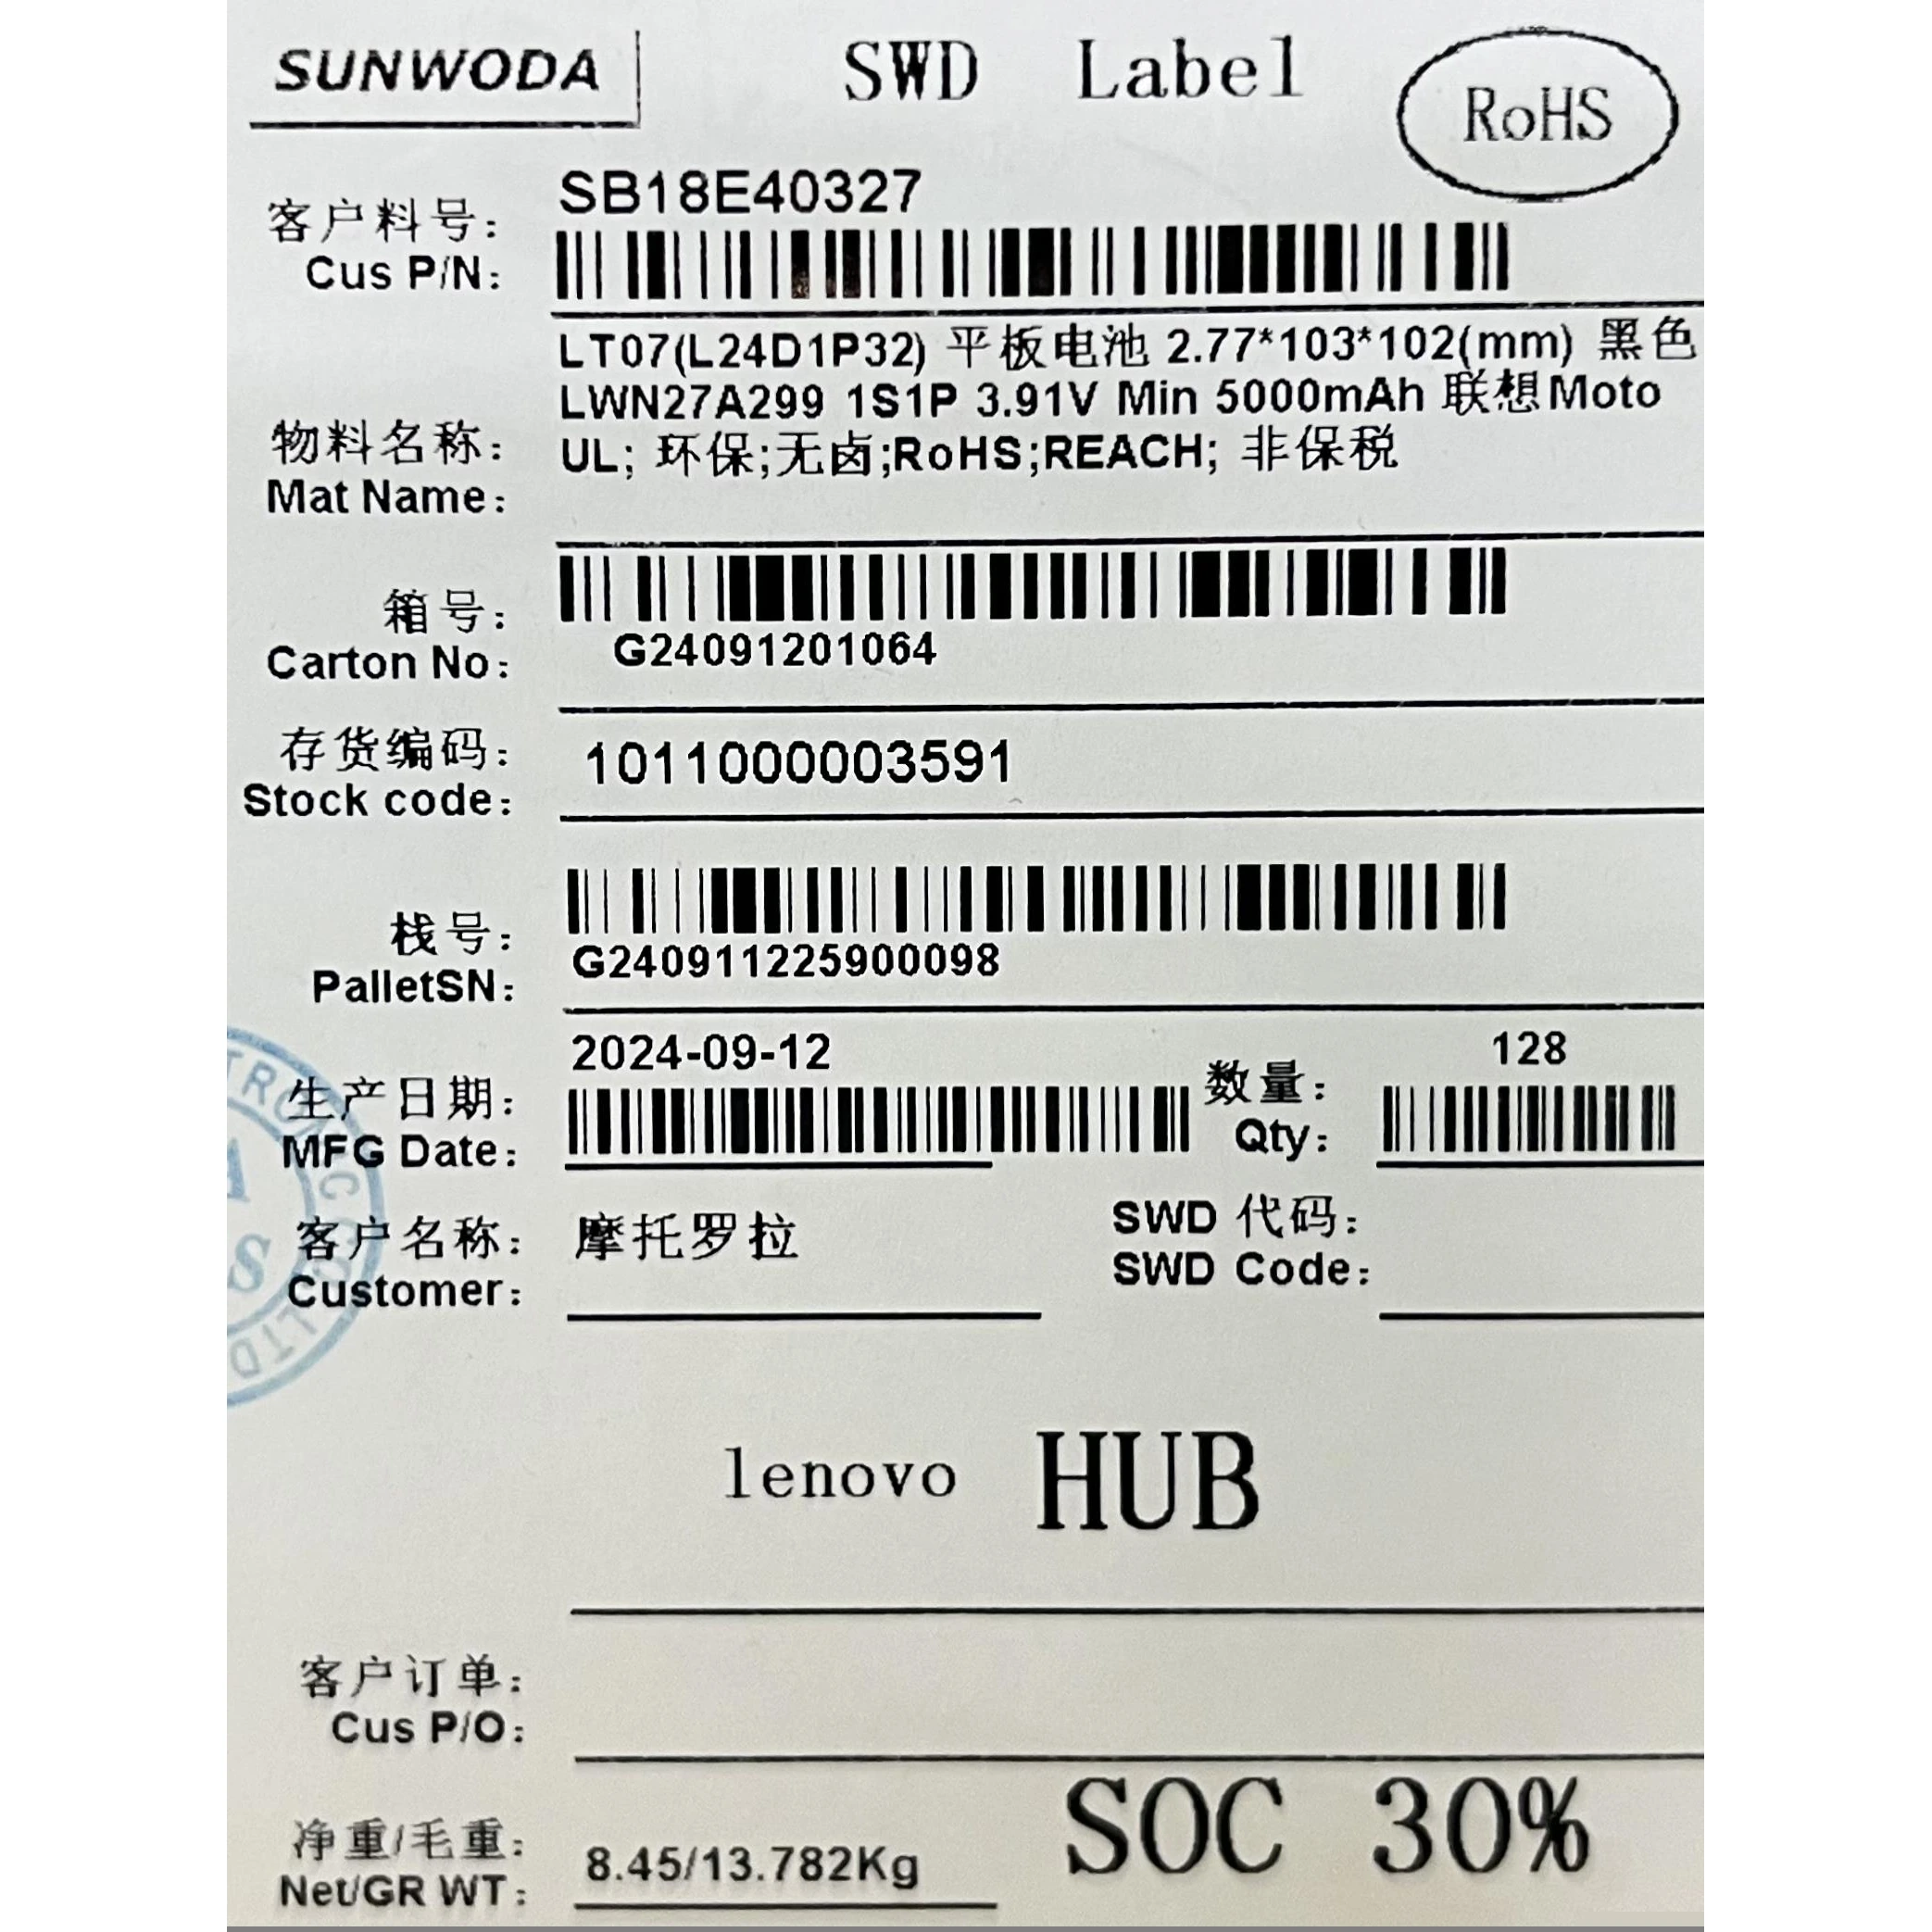 SUNWODA
SWD Label
RoHS
客户料号:
Cus P/N:
SB18E40327
LT07(L24D1P32) 平板电池 2.77*103*102(mm) 黑色
LWN27A299 1S1P 3.91V Min 5000mAh 联想Moto
UL; 环保;无卤;RoHS;REACH; 非保税
物料名称:
Mat Name:
箱号:
Carton No:
G24091201064
存货编码:
Stock code:
1011000003591
栈号:
PalletSN:
G240911225900098
生产日期:
MFG Date:
2024-09-12
数量:
Qty:
128
客户名称:
Customer:
摩托罗拉
SWD 代码:
SWD Code:
lenovo HUB
客户订单:
Cus P/O:
净重/毛重:
Net/GR WT:
8.45/13.782Kg
SOC 30%
LTD